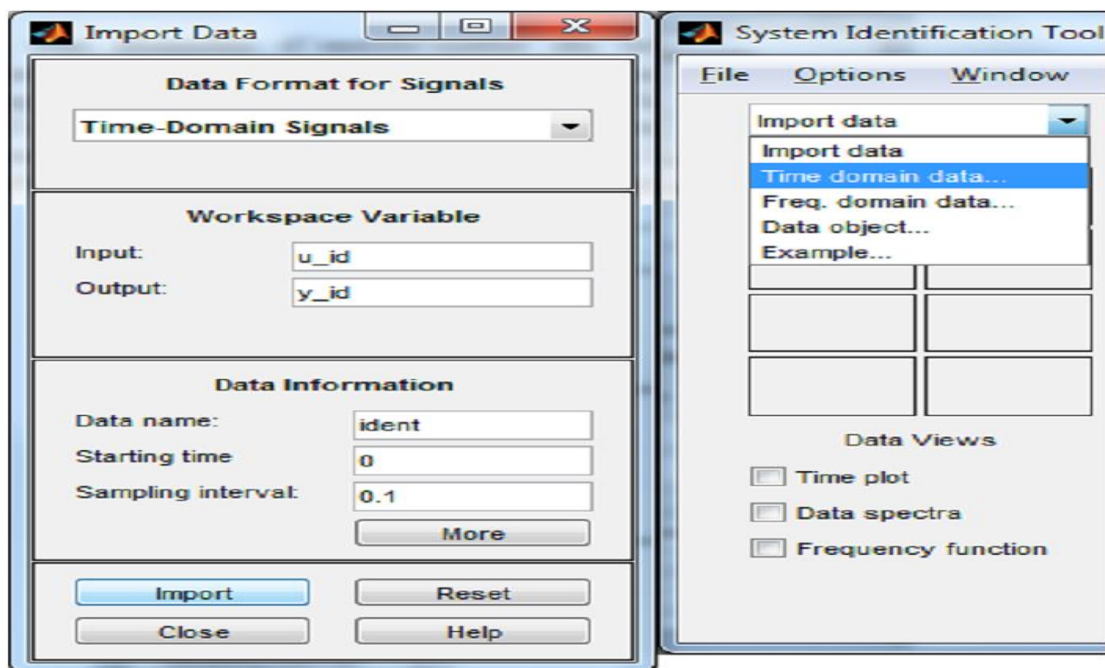 Import Data
Data Format for Signals
Time-Domain Signals
Workspace Variable
Input: u_id
Output: y_id
Data Information
Data name: ident
Starting time 0
Sampling interval: 0.1
More
Import Reset
Close Help
System Identification Tool
File Options Window
Import data
Import data
Time domain data...
Freq. domain data...
Data object...
Example...
Data Views
Time plot
Data spectra
Frequency function